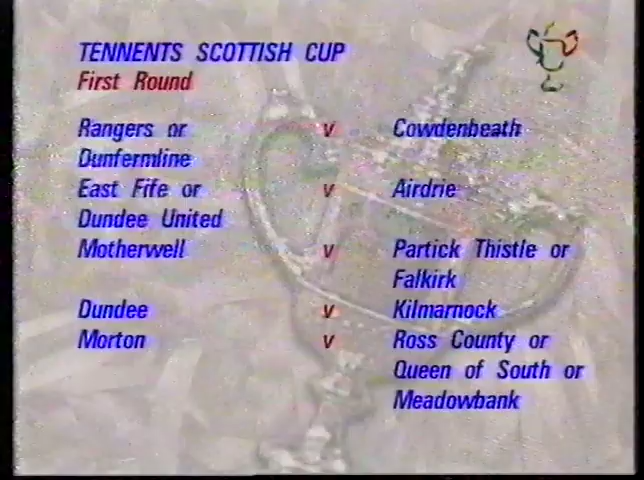 TENNENTS SCOTTISH CUP
First Round
Rangers or v Cowdenbeath
Dunfermline
East Fife or v Airdrie
Dundee United
Motherwell v Partick Thistle or
Falkirk
Dundee v Kilmarnock
Morton v Ross County or
Queen of South or
Meadowbank